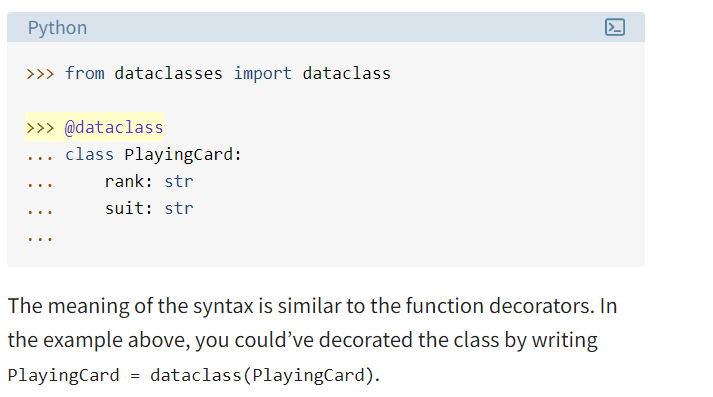 Python
>>> from dataclasses import dataclass
>>> @dataclass
... class PlayingCard:
...     rank: str
...     suit: str
...
The meaning of the syntax is similar to the function decorators. In
the example above, you could’ve decorated the class by writing
PlayingCard = dataclass(PlayingCard).